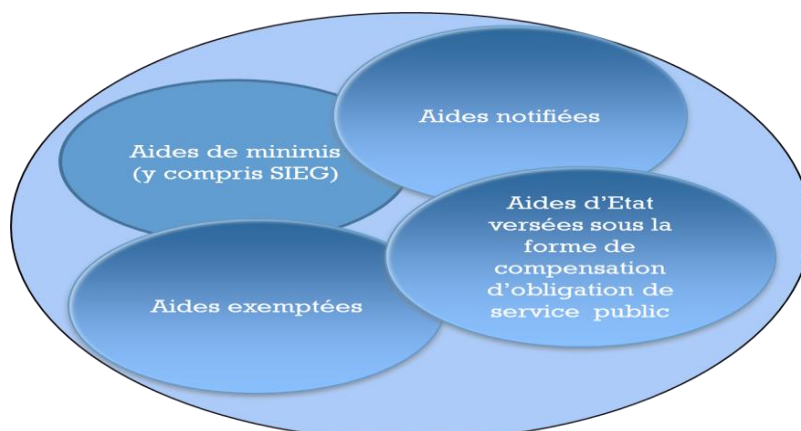 Aides notifiées
Aides de minimis
(y compris SIEG)
Aides d'Etat
versées sous la
forme de
compensation
d'obligation de
service public
Aides exemptées